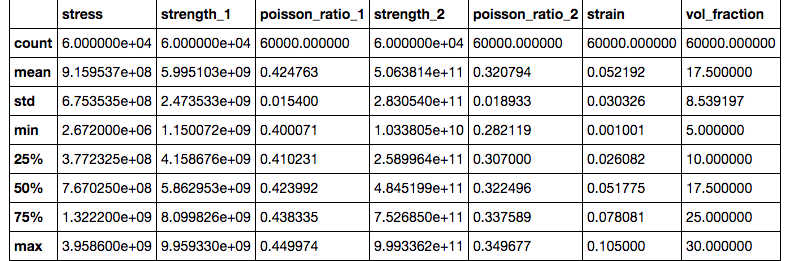 stress strength_1 poisson_ratio_1 strength_2 poisson_ratio_2 strain vol_fraction
count 6.000000e+04 6.000000e+04 60000.000000 6.000000e+04 60000.000000 60000.000000 60000.000000
mean 9.159537e+08 5.995103e+09 0.424763 5.063814e+11 0.320794 0.052192 17.500000
std 6.753535e+08 2.473533e+09 0.015400 2.830540e+11 0.018933 0.030326 8.539197
min 2.672000e+06 1.150072e+09 0.400071 1.033805e+10 0.282119 0.001001 5.000000
25% 3.772325e+08 4.158676e+09 0.410231 2.589964e+11 0.307000 0.026082 10.000000
50% 7.670250e+08 5.862953e+09 0.423992 4.845199e+11 0.322496 0.051775 17.500000
75% 1.322200e+09 8.099826e+09 0.438335 7.526850e+11 0.337589 0.078081 25.000000
max 3.958600e+09 9.959330e+09 0.449974 9.993362e+11 0.349677 0.105000 30.000000